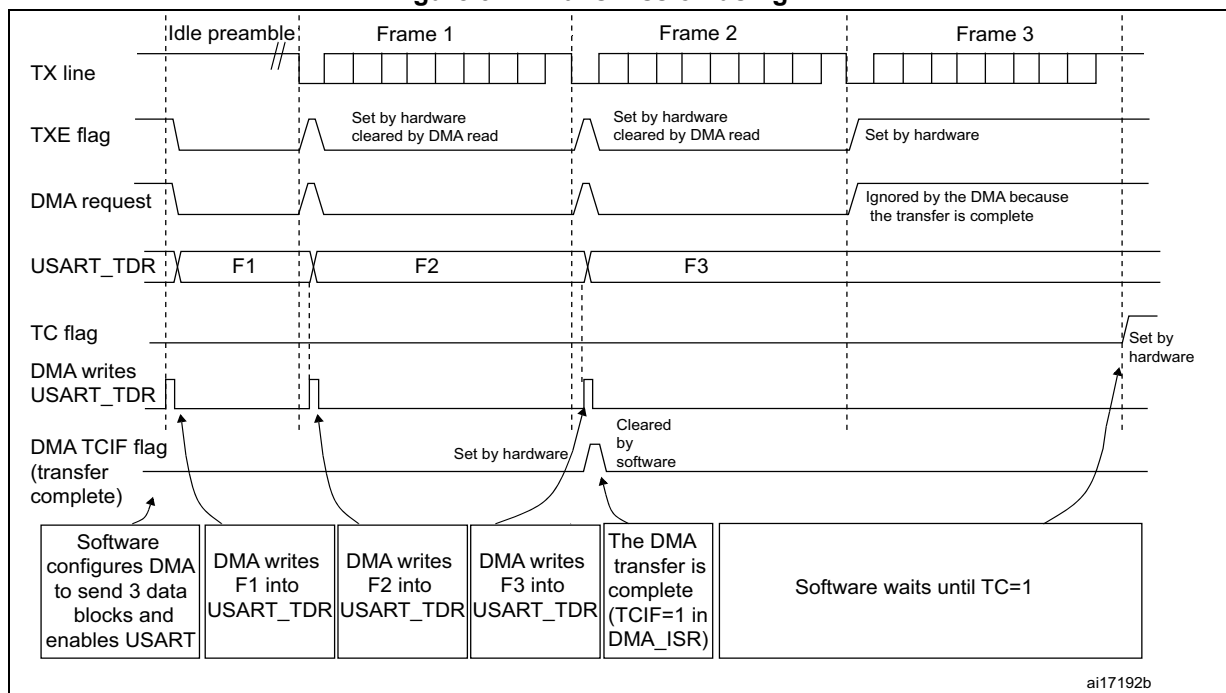 Idle preamble
Frame 1
Frame 2
Frame 3
TX line
TXE flag
Set by hardware
cleared by DMA read
Set by hardware
cleared by DMA read
Set by hardware
DMA request
Ignored by the DMA because
the transfer is complete
USART_TDR
F1
F2
F3
TC flag
Set by
hardware
DMA writes
USART_TDR
DMA TCIF flag
(transfer
complete)
Set by hardware
Cleared
by
software
Software
configures DMA
to send 3 data
blocks and
enables USART
DMA writes
F1 into
USART_TDR
DMA writes
F2 into
USART_TDR
DMA writes
F3 into
USART_TDR
The DMA
transfer is
complete
(TCIF=1 in
DMA_ISR)
Software waits until TC=1
ai17192b